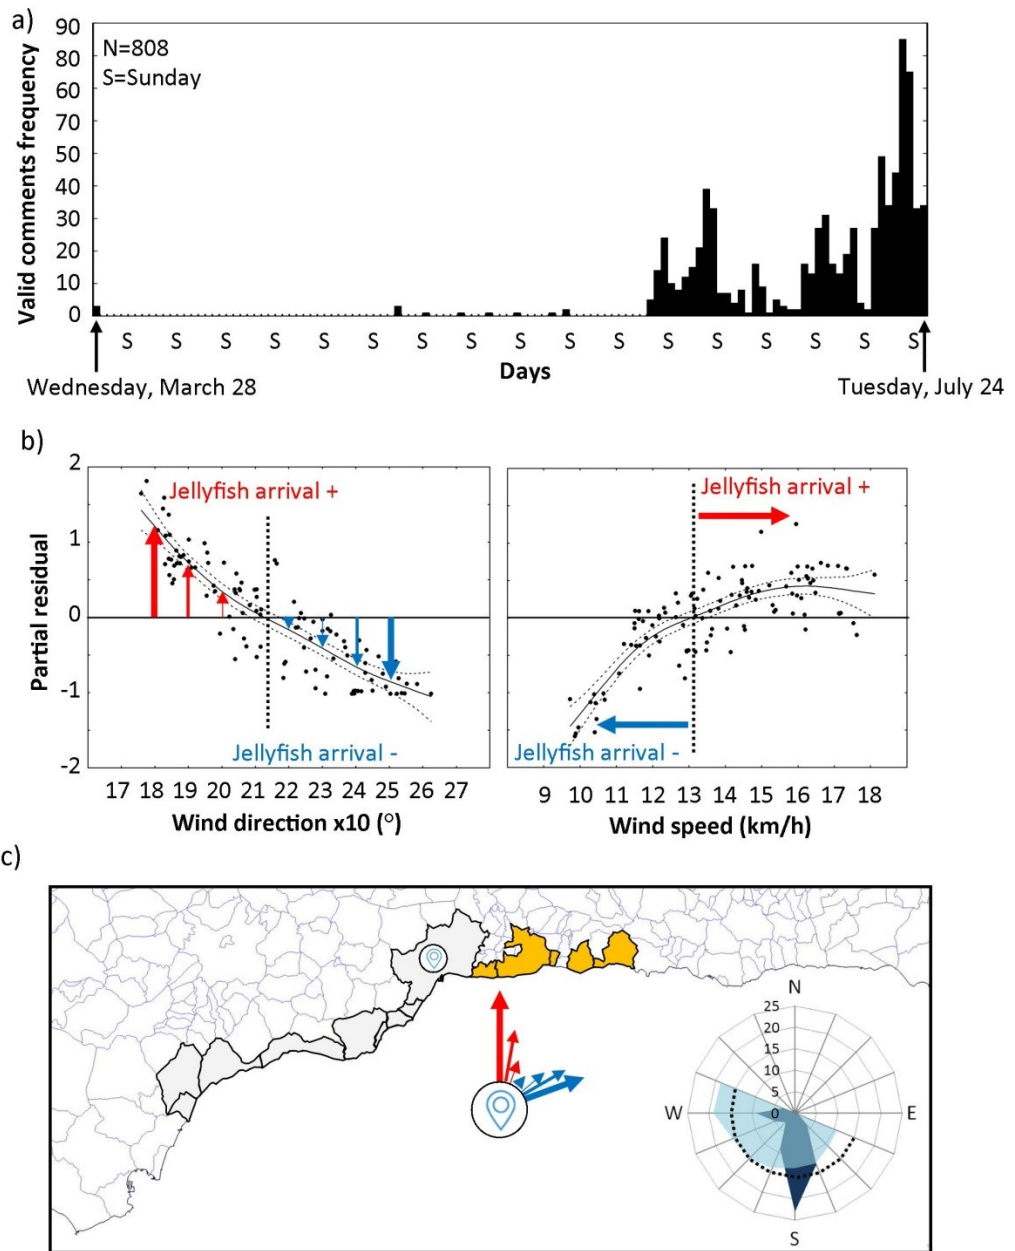 a)
Valid comments frequency
90
80
60
70
50
40
30
20
10
0
N=808
S=Sunday
S S S S S S S S S S S S S S S S S
Days
Wednesday, March 28
Tuesday, July 24
b)
Partial residual
2
1
0
-1
-2
Jellyfish arrival +
Jellyfish arrival -
17 18 19 20 21 22 23 24 25 26 27
Wind direction x10 (°)
Jellyfish arrival +
Jellyfish arrival -
9 10 11 12 13 14 15 16 17 18
Wind speed (km/h)
c)
N
25
20
15
10
5
0
W
E
S